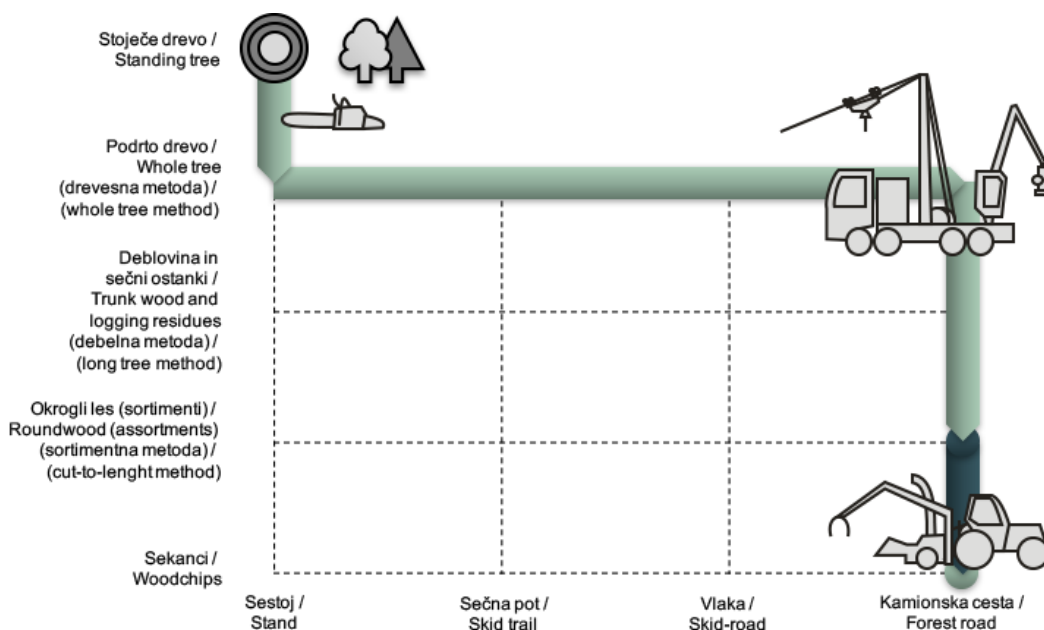 Stoječe drevo /
Standing tree
Podrto drevo /
Whole tree
(drevesna metoda) /
(whole tree method)
Deblovina in
sečni ostanki /
Trunk wood and
logging residues
(debelna metoda) /
(long tree method)
Okrogli les (sortimenti) /
Roundwood (assortments)
(sortimentna metoda) /
(cut-to-lenght method)
Sekanci /
Woodchips
Sestoj /
Stand
Sečna pot /
Skid trail
Vlaka /
Skid-road
Kamionska cesta /
Forest road